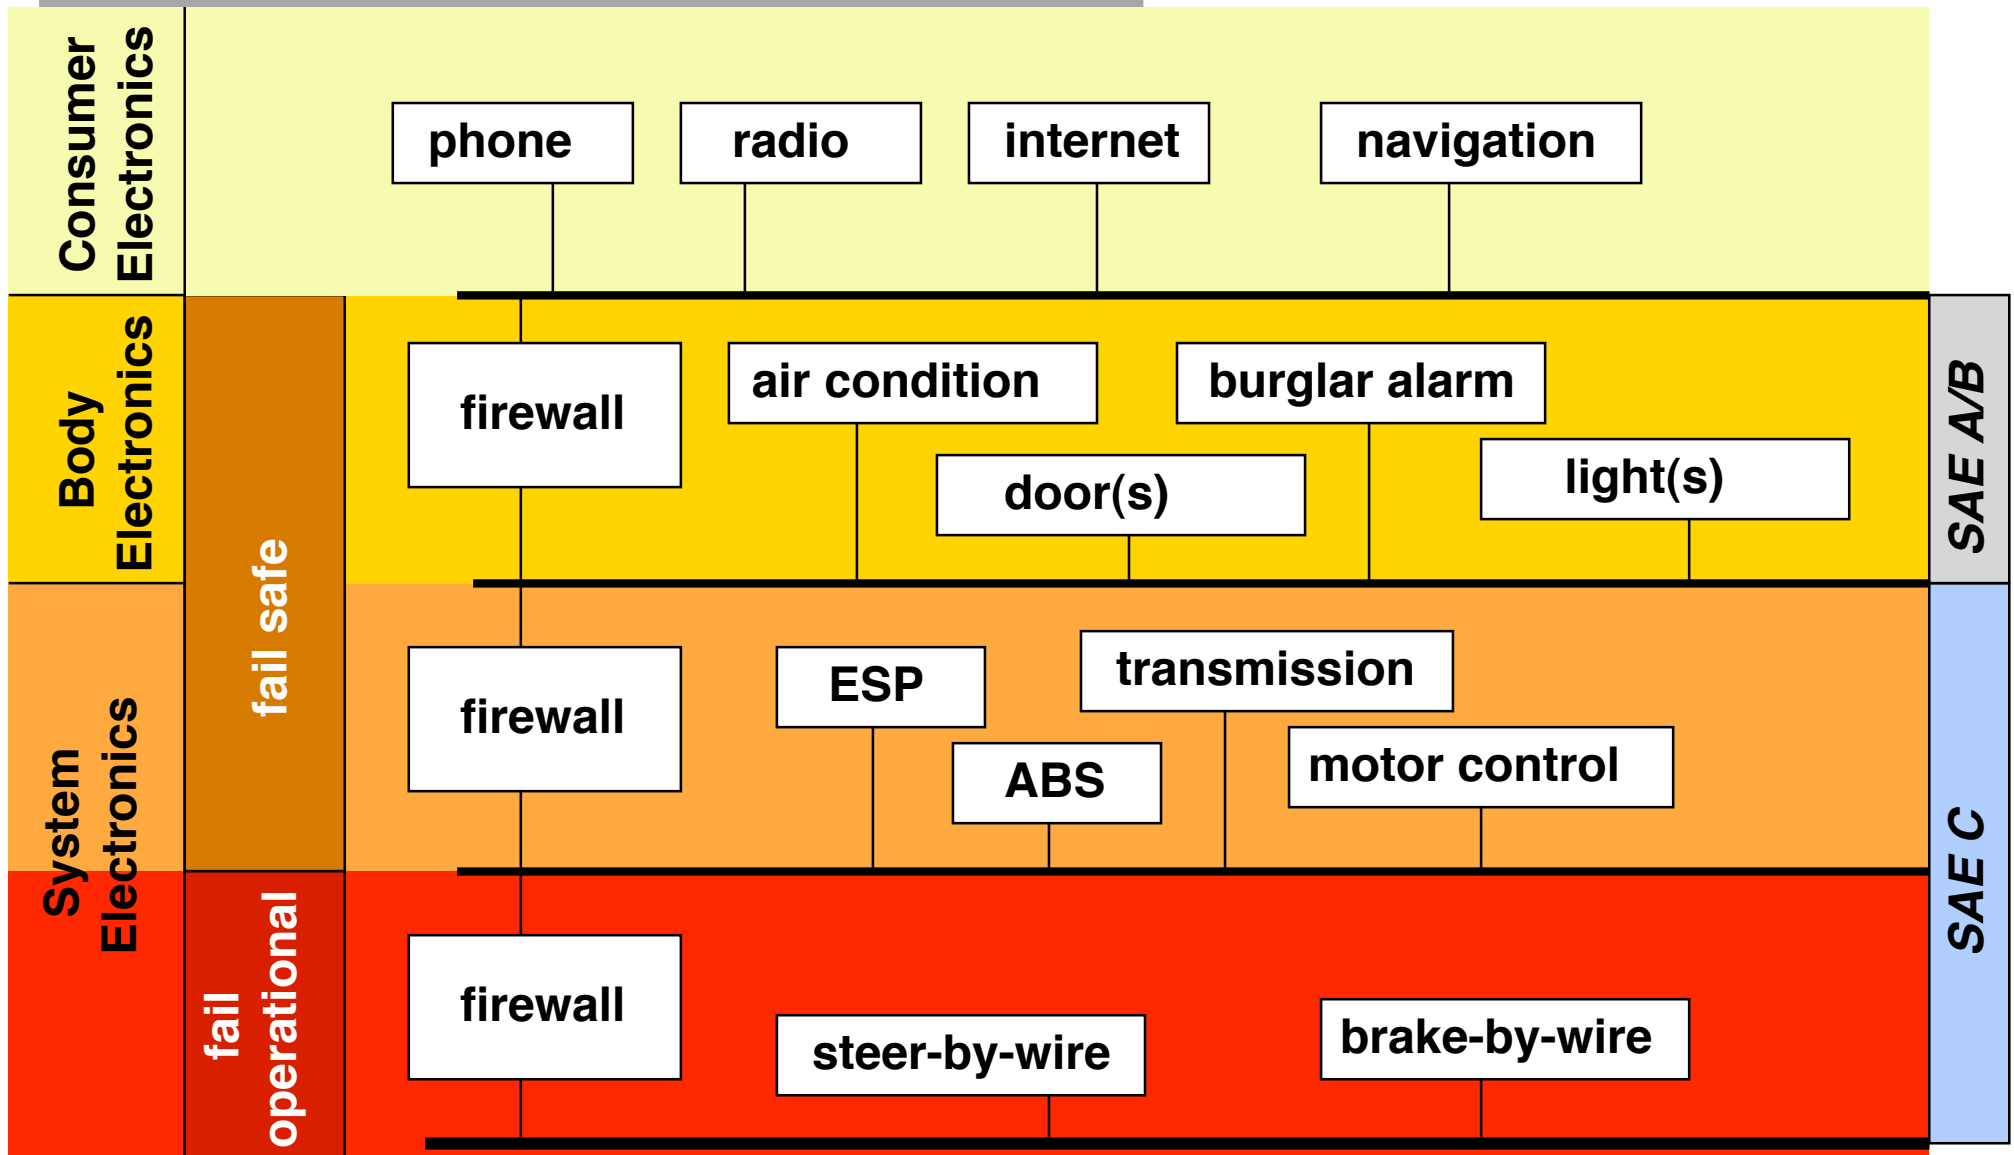 Consumer
Electronics
phone
radio
internet
navigation
Body
Electronics
fail safe
firewall
air condition
burglar alarm
door(s)
light(s)
SAE A/B
System
Electronics
firewall
ESP
transmission
ABS
motor control
SAE C
fail
operational
firewall
steer-by-wire
brake-by-wire